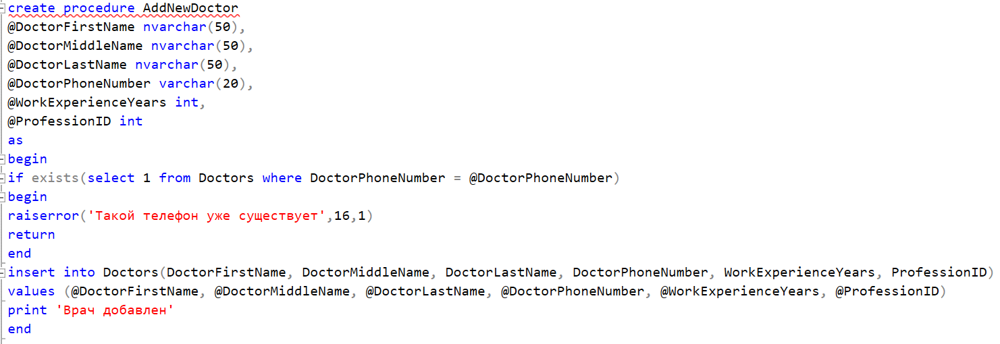 create procedure AddNewDoctor
@DoctorFirstName nvarchar(50),
@DoctorMiddleName nvarchar(50),
@DoctorLastName nvarchar(50),
@DoctorPhoneNumber varchar(20),
@WorkExperienceYears int,
@ProfessionID int
as
begin
if exists(select 1 from Doctors where DoctorPhoneNumber = @DoctorPhoneNumber)
begin
raiserror('Такой телефон уже существует',16,1)
return
end
insert into Doctors(DoctorFirstName, DoctorMiddleName, DoctorLastName, DoctorPhoneNumber, WorkExperienceYears, ProfessionID)
values (@DoctorFirstName, @DoctorMiddleName, @DoctorLastName, @DoctorPhoneNumber, @WorkExperienceYears, @ProfessionID)
print 'Врач добавлен'
end